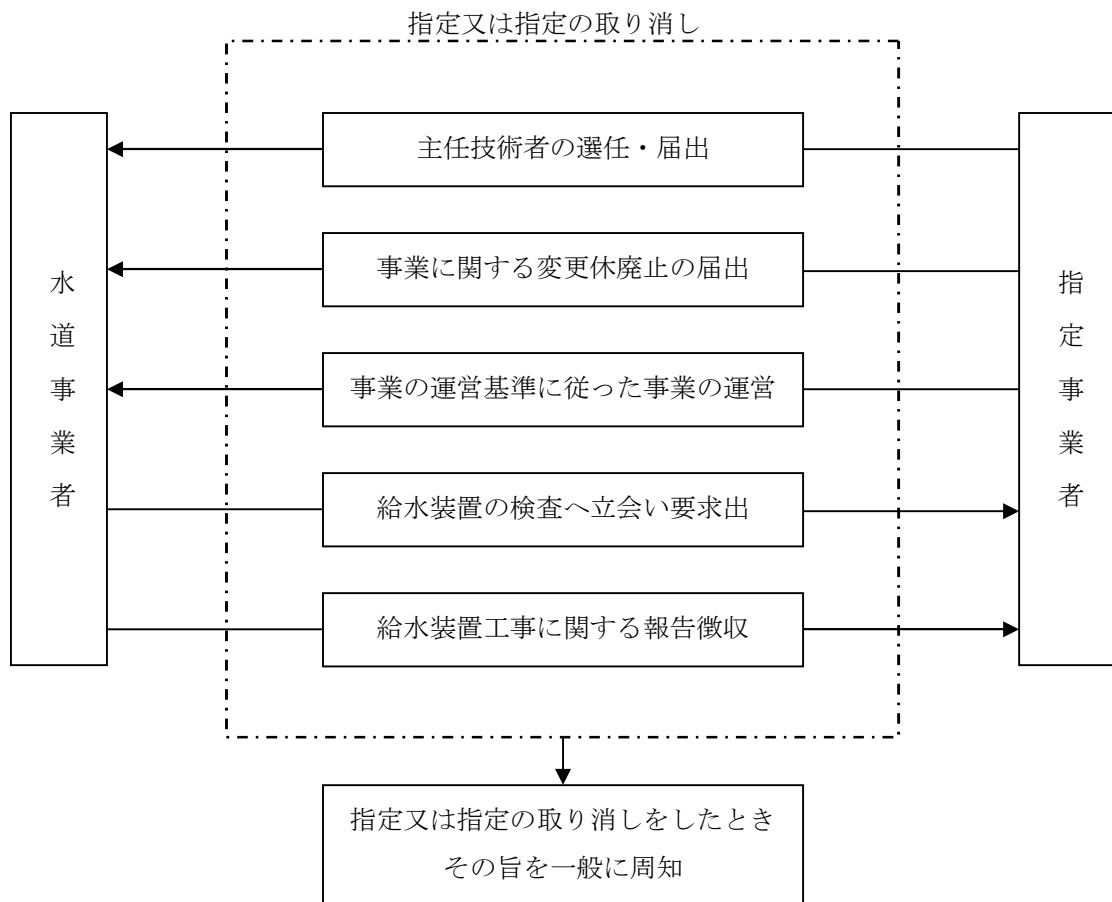 指定又は指定の取り消し
水道事業者
主任技術者の選任・届出
事業に関する変更休廃止の届出
事業の運営基準に従った事業の運営
給水装置の検査へ立会い要求出
給水装置工事に関する報告徴収
指定事業者
指定又は指定の取り消しをしたとき
その旨を一般に周知